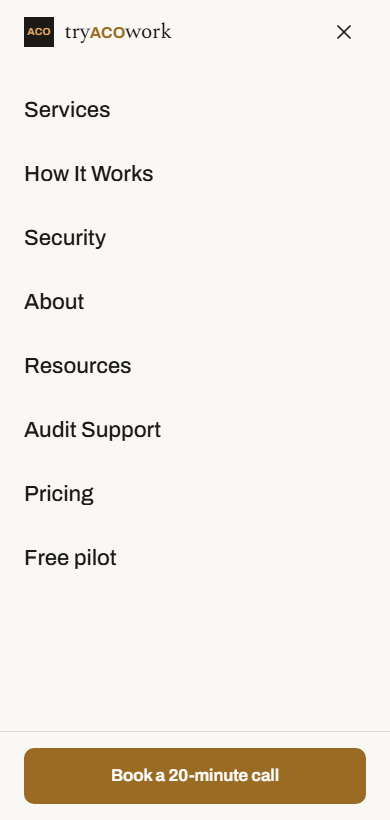 ACO tryACOwork
Services
How It Works
Security
About
Resources
Audit Support
Pricing
Free pilot
Book a 20-minute call